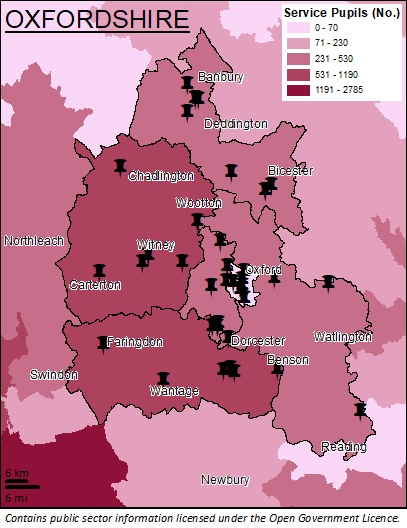 OXFORDSHIRE
Service Pupils (No.)
0 - 70
71 - 230
231 - 530
531 - 1190
1191 - 2785
Banbury
Deddington
Chadlington
Bicester
Wootton
Northleach
Witney
Carterton
Oxford
Faringdon
Dorcester
Watlington
Benson
Swindon
Wantage
Reading
Newbury
6 km
6 mi
Contains public sector information licensed under the Open Government Licence